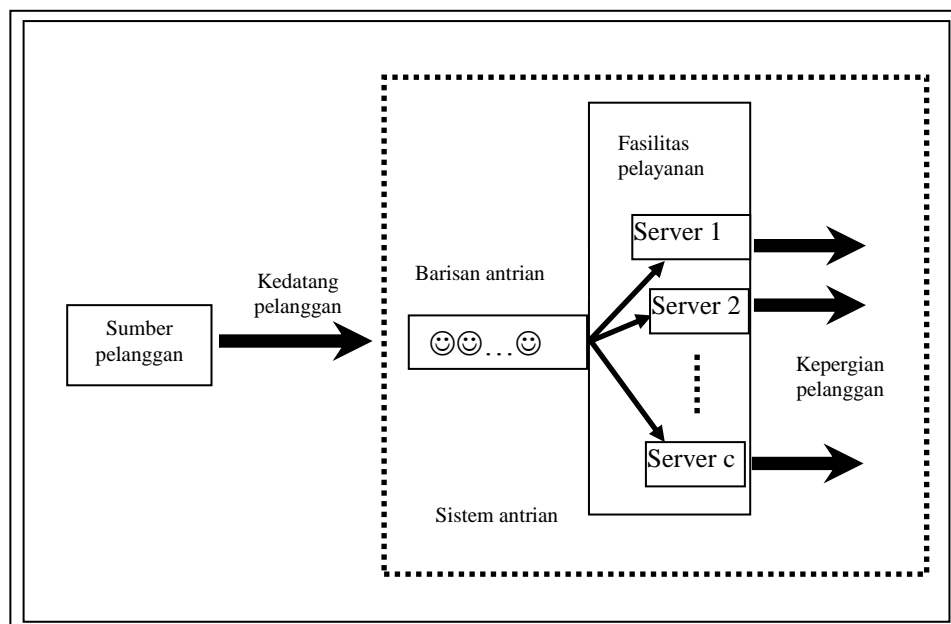 Fasilitas
pelayanan
Server 1
Kedatang
pelanggan
Barisan antrian
Server 2
Sumber
pelanggan
☺☺…☺
Kepergian
pelanggan
Server c
Sistem antrian